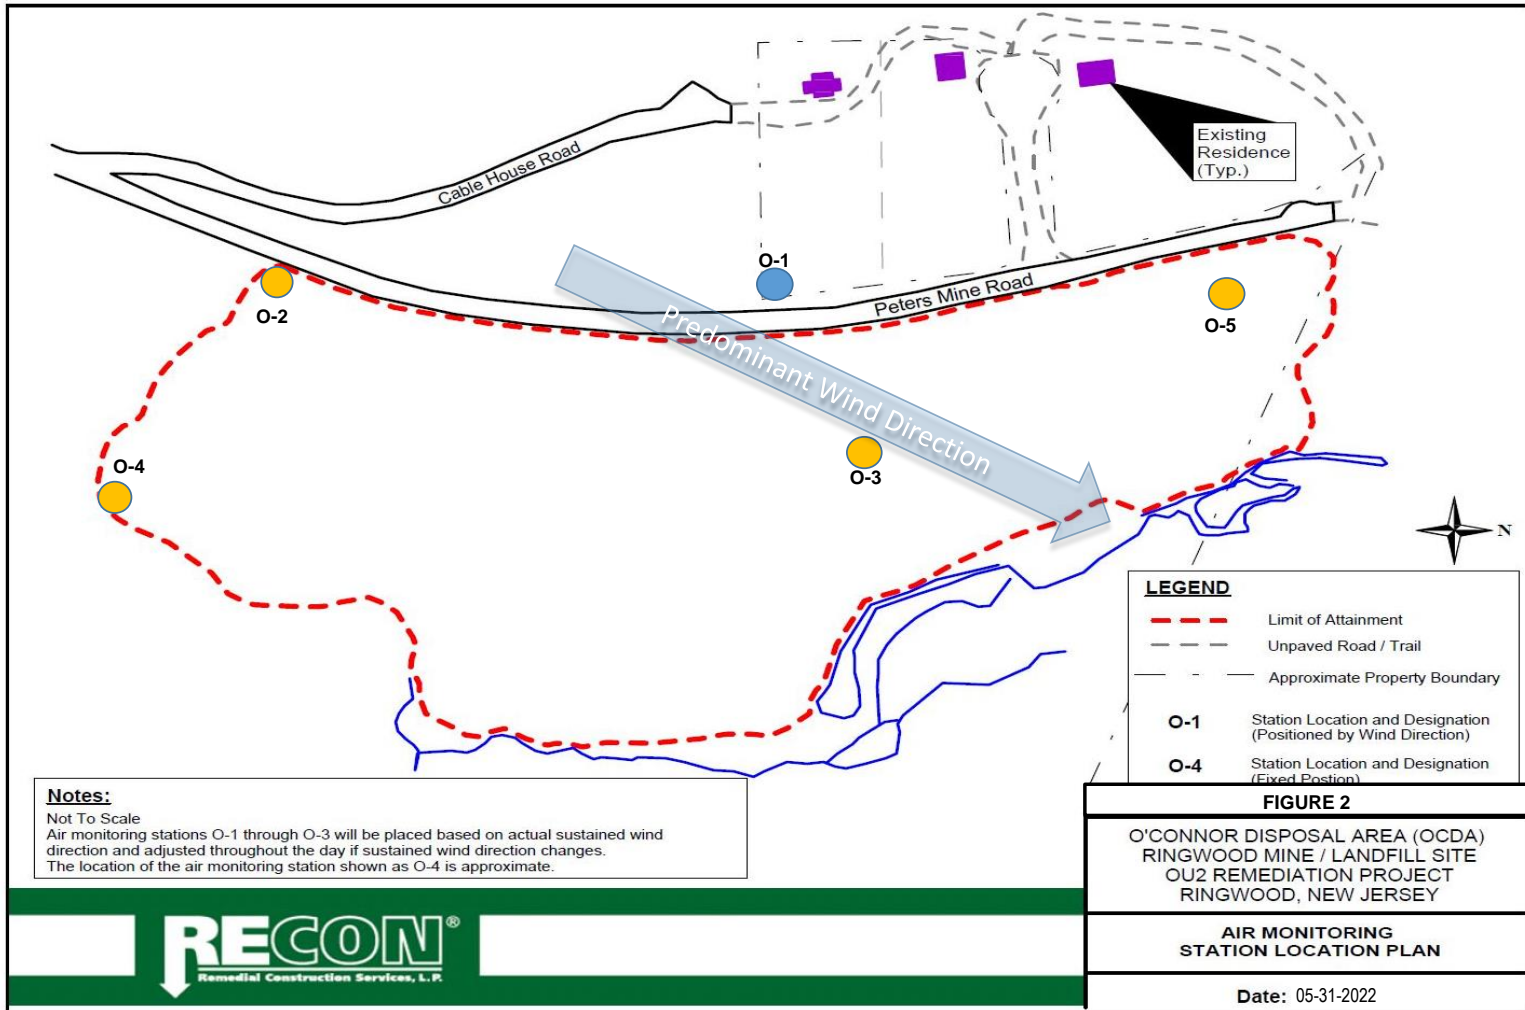 Existing
Residence
(Typ.)
Cable House Road
O-1
O-2
Peters Mine Road
O-5
Predominant Wind Direction
O-4
O-3
N
LEGEND
Limit of Attainment
Unpaved Road / Trail
Approximate Property Boundary
O-1 Station Location and Designation
(Positioned by Wind Direction)
O-4 Station Location and Designation
(Fixed Postion)
Notes:
Not To Scale
Air monitoring stations O-1 through O-3 will be placed based on actual sustained wind
direction and adjusted throughout the day if sustained wind direction changes.
The location of the air monitoring station shown as O-4 is approximate.
FIGURE 2
O'CONNOR DISPOSAL AREA (OCDA)
RINGWOOD MINE / LANDFILL SITE
OU2 REMEDIATION PROJECT
RINGWOOD, NEW JERSEY
AIR MONITORING
STATION LOCATION PLAN
Date: 05-31-2022
RECON®
Remedial Construction Services, L.P.